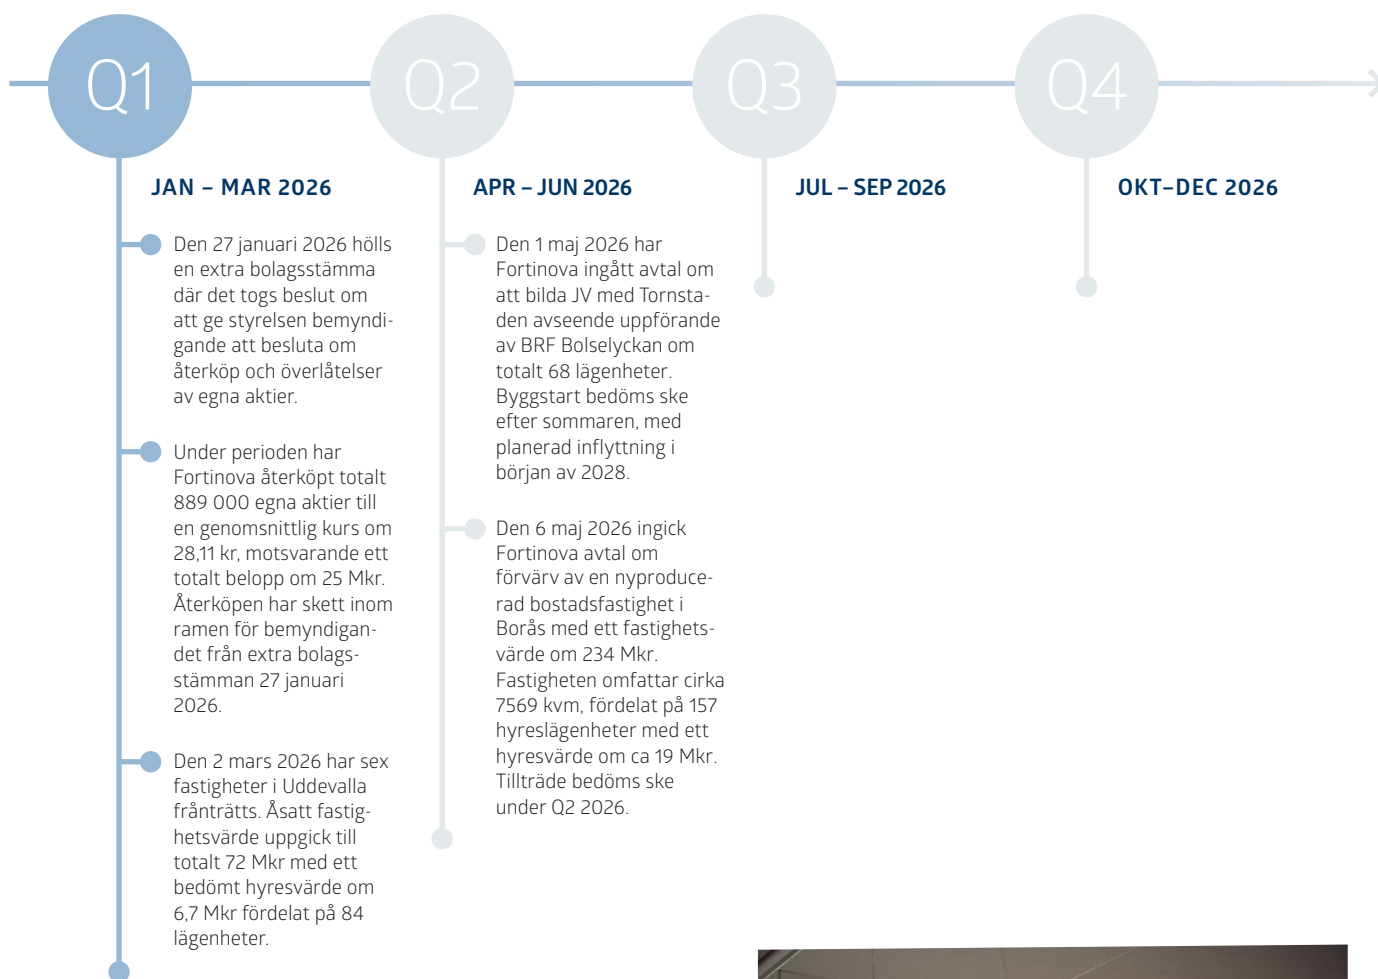 Q1
Q2
Q3
Q4
JAN – MAR 2026
Den 27 januari 2026 hölls
en extra bolagsstämma
där det togs beslut om
att ge styrelsen bemyndi-
gande att besluta om
återköp och överlåtelser
av egna aktier.
Under perioden har
Fortinova återköpt totalt
889 000 egna aktier till
en genomsnittlig kurs om
28,11 kr, motsvarande ett
totalt belopp om 25 Mkr.
Återköpen har skett inom
ramen för bemyndigan-
det från extra bolags-
stämman 27 januari
2026.
Den 2 mars 2026 har sex
fastigheter i Uddevalla
frånträtts. Åsatt fastig-
hetsvärde uppgick till
totalt 72 Mkr med ett
bedömt hyresvärde om
6,7 Mkr fördelat på 84
lägenheter.
APR – JUN 2026
Den 1 maj 2026 har
Fortinova ingått avtal om
att bilda JV med Tornsta-
den avseende uppförande
av BRF Bolselyckan om
totalt 68 lägenheter.
Byggstart bedöms ske
efter sommaren, med
planerad inflyttning i
början av 2028.
Den 6 maj 2026 ingick
Fortinova avtal om
förvärv av en nyproduce-
rad bostadsfastighet i
Borås med ett fastighets-
värde om 234 Mkr.
Fastigheten omfattar cirka
7569 kvm, fördelat på 157
hyreslägenheter med ett
hyresvärde om ca 19 Mkr.
Tillträde bedöms ske
under Q2 2026.
JUL – SEP 2026
OKT–DEC 2026